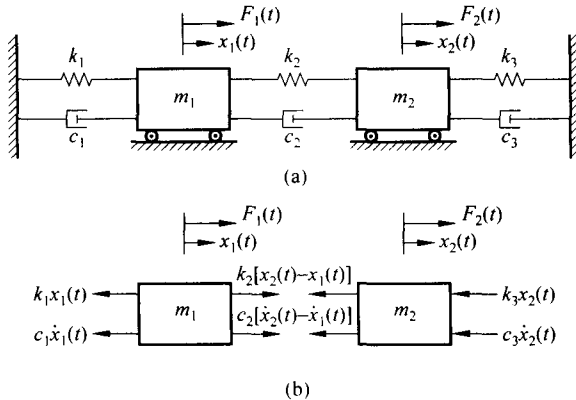 F₁(t) F₂(t)
x₁(t) x₂(t)
k₁ k₂ k₃
m₁ m₂
c₁ c₂ c₃
(a)
F₁(t) F₂(t)
x₁(t) x₂(t)
k₂[x₂(t)−x₁(t)]
k₁x₁(t) k₃x₂(t)
m₁ m₂
c₁ẋ₁(t) c₂[ẋ₂(t)−ẋ₁(t)] c₃ẋ₂(t)
(b)